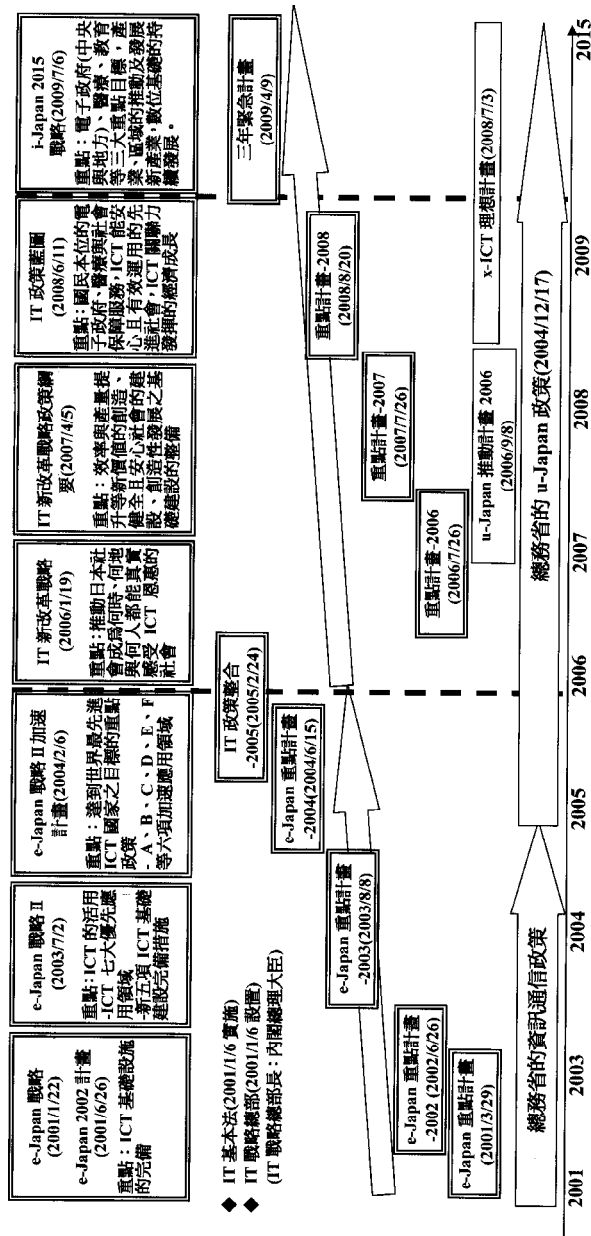 e-Japan 戰略
(2001/1/22)
e-Japan 2002 計畫
(2001/6/26)
重點：ICT 基礎設施
的完備
e-Japan 戰略 II
(2003/7/2)
重點：ICT 的活用
-ICT 七大優先應
用領域
-新五項 ICT 基礎
建設完備措施
e-Japan 戰略 II 加速
計畫(2004/2/6)
重點：達到世界最先進
ICT 國家之目標的重點
政策
- A、B、C、D、E、F
等六項加速應用領域
IT 新改革戰略
(2006/1/19)
重點：推動日本社
會成為何時、何地
與何人都能真實
感受 ICT 恩惠的
社會
IT 新改革戰略政策綱
要(2007/4/5)
重點：效率與產量提
升等新價值的創造、
健全且安心社會的建
設、創造性發展之基
礎建設的整備
IT 政策藍圖
(2008/6/11)
重點：國民本位的電
子政府、醫療與社會
保障服務，ICT 能安
心且有效運用的先
進社會，ICT 關聯力
發揮的經濟成長
i-Japan 2015
戰略(2009/7/6)
重點：電子政府(中央
與地方)、醫療、教育
等三大重點目標，產
業、區域的推動及發展
新產業，數位基礎的持
續發展。
◆ IT 基本法(2001/1/6 實施)
◆ IT 戰略總部(2001/1/6 設置)
(IT 戰略總部長：內閣總理大臣)
IT 政策整合
-2005(2005/2/24)
三年緊急計畫
(2009/4/9)
e-Japan 重點計畫
(2001/3/29)
e-Japan 重點計畫
-2002 (2002/6/26)
e-Japan 重點計畫
-2003(2003/8/8)
e-Japan 重點計畫
-2004(2004/6/15)
重點計畫-2006
(2006/7/26)
重點計畫-2007
(2007/7/26)
重點計畫-2008
(2008/8/20)
u-Japan 推動計畫 2006
(2006/9/8)
x-ICT 理想計畫(2008/7/3)
總務省的資訊通信政策
總務省的 u-Japan 政策(2004/12/17)
2001 2003 2004 2005 2006 2007 2008 2009 2015